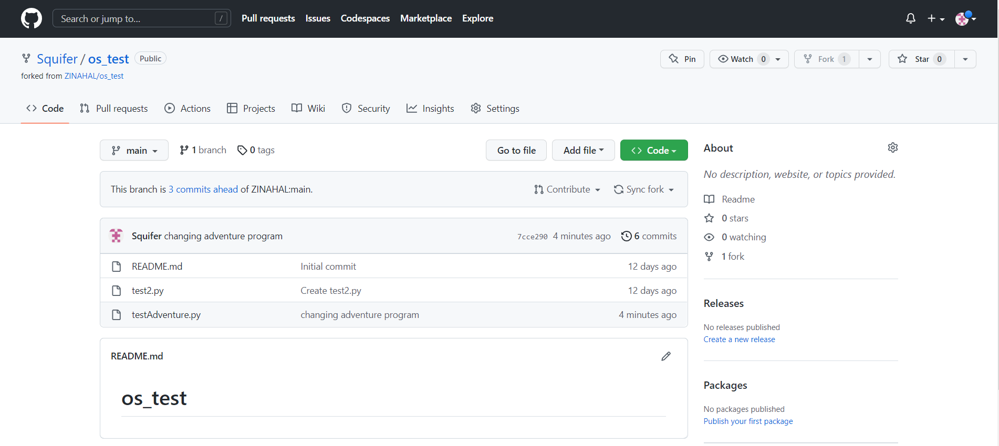 Search or jump to... /
Pull requests Issues Codespaces Marketplace Explore
Squifer / os_test Public
forked from ZINAHAL/os_test
Pin Watch 0 Fork 1 Star 0
Code Pull requests Actions Projects Wiki Security Insights Settings
main 1 branch 0 tags Go to file Add file Code
This branch is 3 commits ahead of ZINAHAL:main. Contribute Sync fork
Squifer changing adventure program 7cce290 4 minutes ago 6 commits
README.md Initial commit 12 days ago
test2.py Create test2.py 12 days ago
testAdventure.py changing adventure program 4 minutes ago
README.md
os_test
About
No description, website, or topics provided.
Readme
0 stars
0 watching
1 fork
Releases
No releases published
Create a new release
Packages
No packages published
Publish your first package